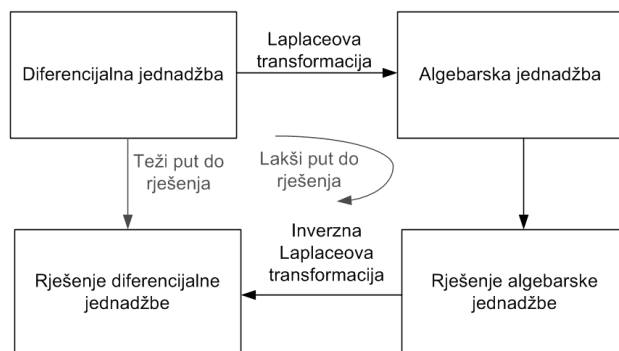 Diferencijalna jednadžba
Laplaceova
transformacija
Algebarska jednadžba
Teži put do
rješenja
Lakši put do
rješenja
Rješenje diferencijalne
jednadžbe
Inverzna
Laplaceova
transformacija
Rješenje algebarske
jednadžbe